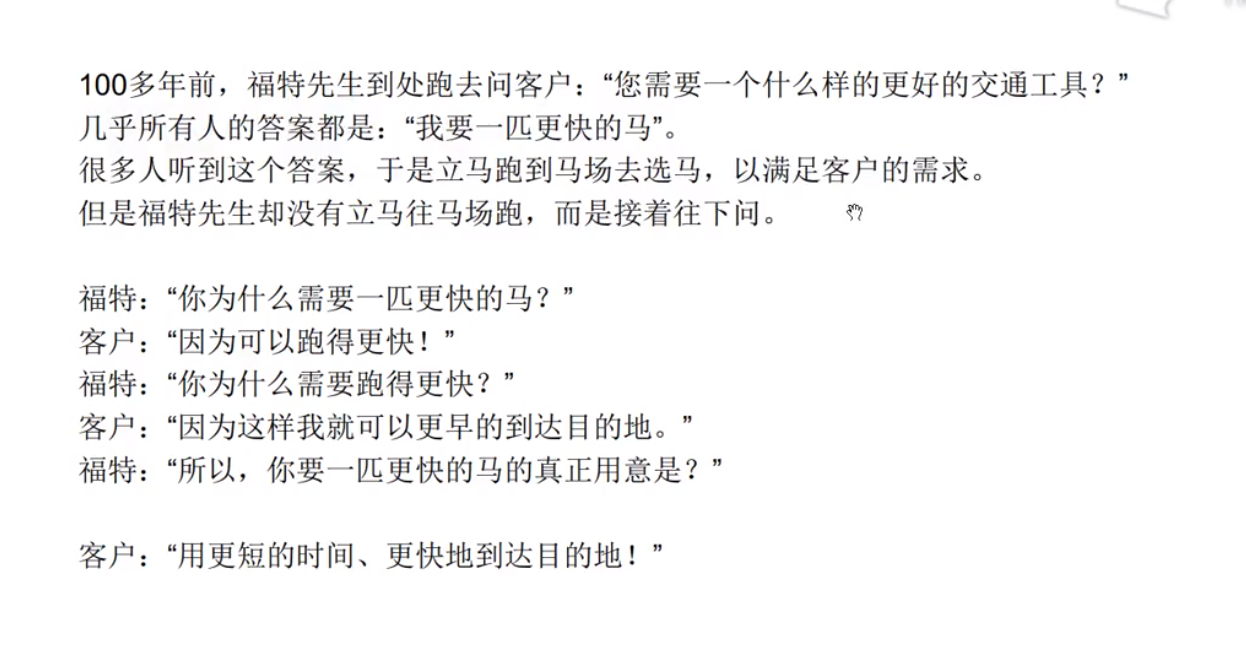 100多年前，福特先生到处跑去问客户：“您需要一个什么样的更好的交通工具？”
几乎所有人的答案都是：“我要一匹更快的马”。
很多人听到这个答案，于是立马跑到马场去选马，以满足客户的需求。
但是福特先生却没有立马往马场跑，而是接着往下问。
福特：“你为什么需要一匹更快的马？”
客户：“因为可以跑得更快！”
福特：“你为什么需要跑得更快？”
客户：“因为这样我就可以更早的到达目的地。”
福特：“所以，你要一匹更快的马的真正用意是？”
客户：“用更短的时间、更快地到达目的地！”